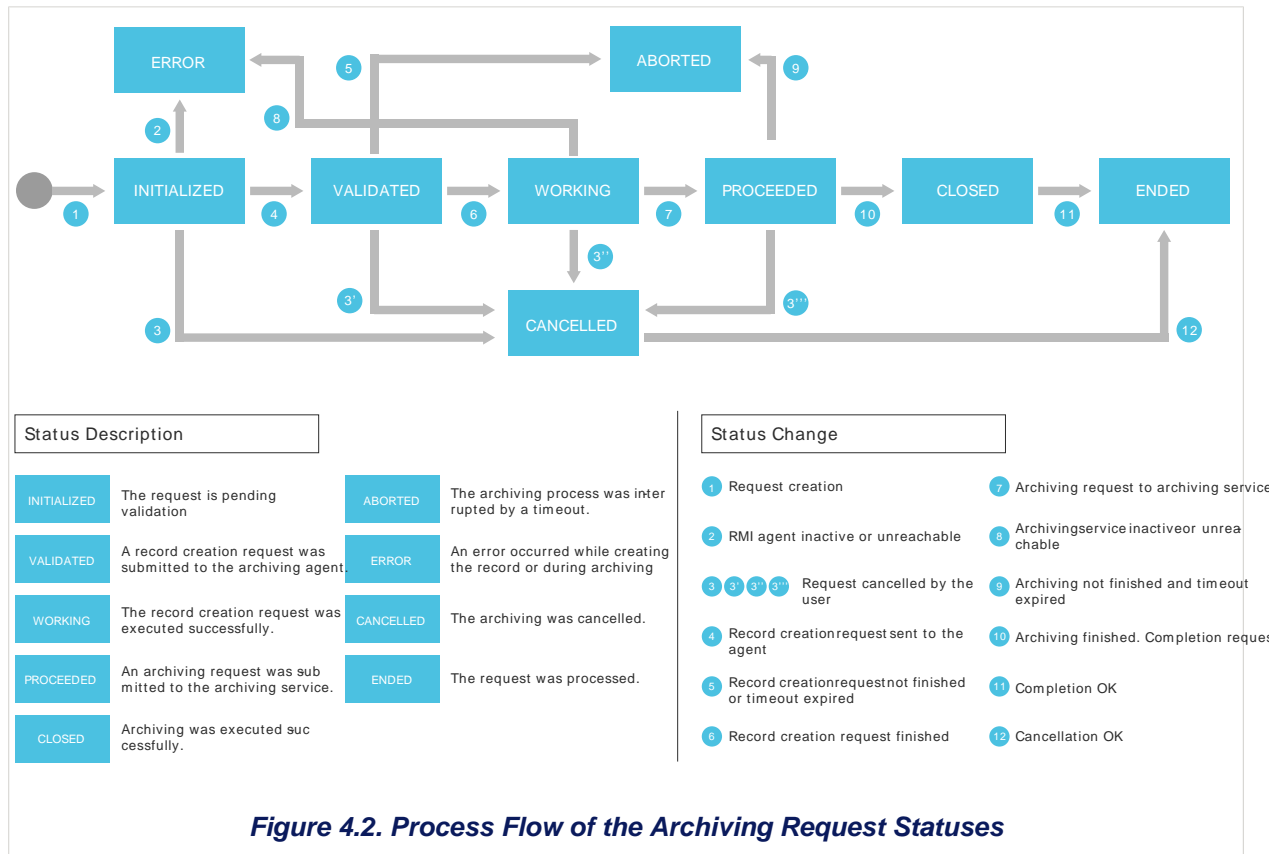 ERROR
5
ABORTED
9
2
8
INITIALIZED
VALIDATED
WORKING
PROCEEDED
CLOSED
ENDED
1
4
6
7
10
11
3''
3'
3'''
CANCELLED
3
12
Status Description
INITIALIZED
The request is pending
validation
VALIDATED
A record creation request was
submitted to the archiving agent.
WORKING
The record creation request was
executed successfully.
PROCEEDED
An archiving request was sub
mitted to the archiving service.
CLOSED
Archiving was executed suc
cessfully.
ABORTED
The archiving process was inter
rupted by a timeout.
ERROR
An error occurred while creating
the record or during archiving
CANCELLED
The archiving was cancelled.
ENDED
The request was processed.
Status Change
1 Request creation
2 RMI agent inactive or unreachable
3 3' 3'' 3''' Request cancelled by the
user
4 Record creation request sent to the
agent
5 Record creation request not finished
or timeout expired
6 Record creation request finished
7 Archiving request to archiving service
8 Archiving service inactive or unrea-
chable
9 Archiving not finished and timeout
expired
10 Archiving finished. Completion reques
11 Completion OK
12 Cancellation OK
Figure 4.2. Process Flow of the Archiving Request Statuses